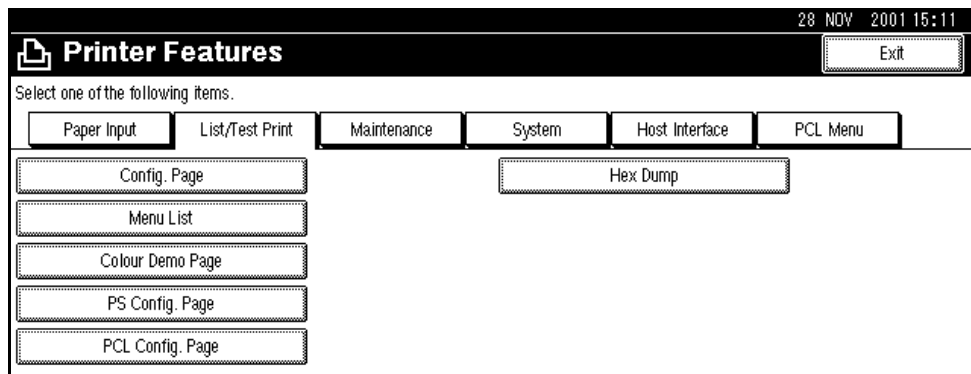 28 NOV 2001 15:11
Printer Features
Exit
Select one of the following items.
Paper Input List/Test Print Maintenance System Host Interface PCL Menu
Config. Page Hex Dump
Menu List
Colour Demo Page
PS Config. Page
PCL Config. Page